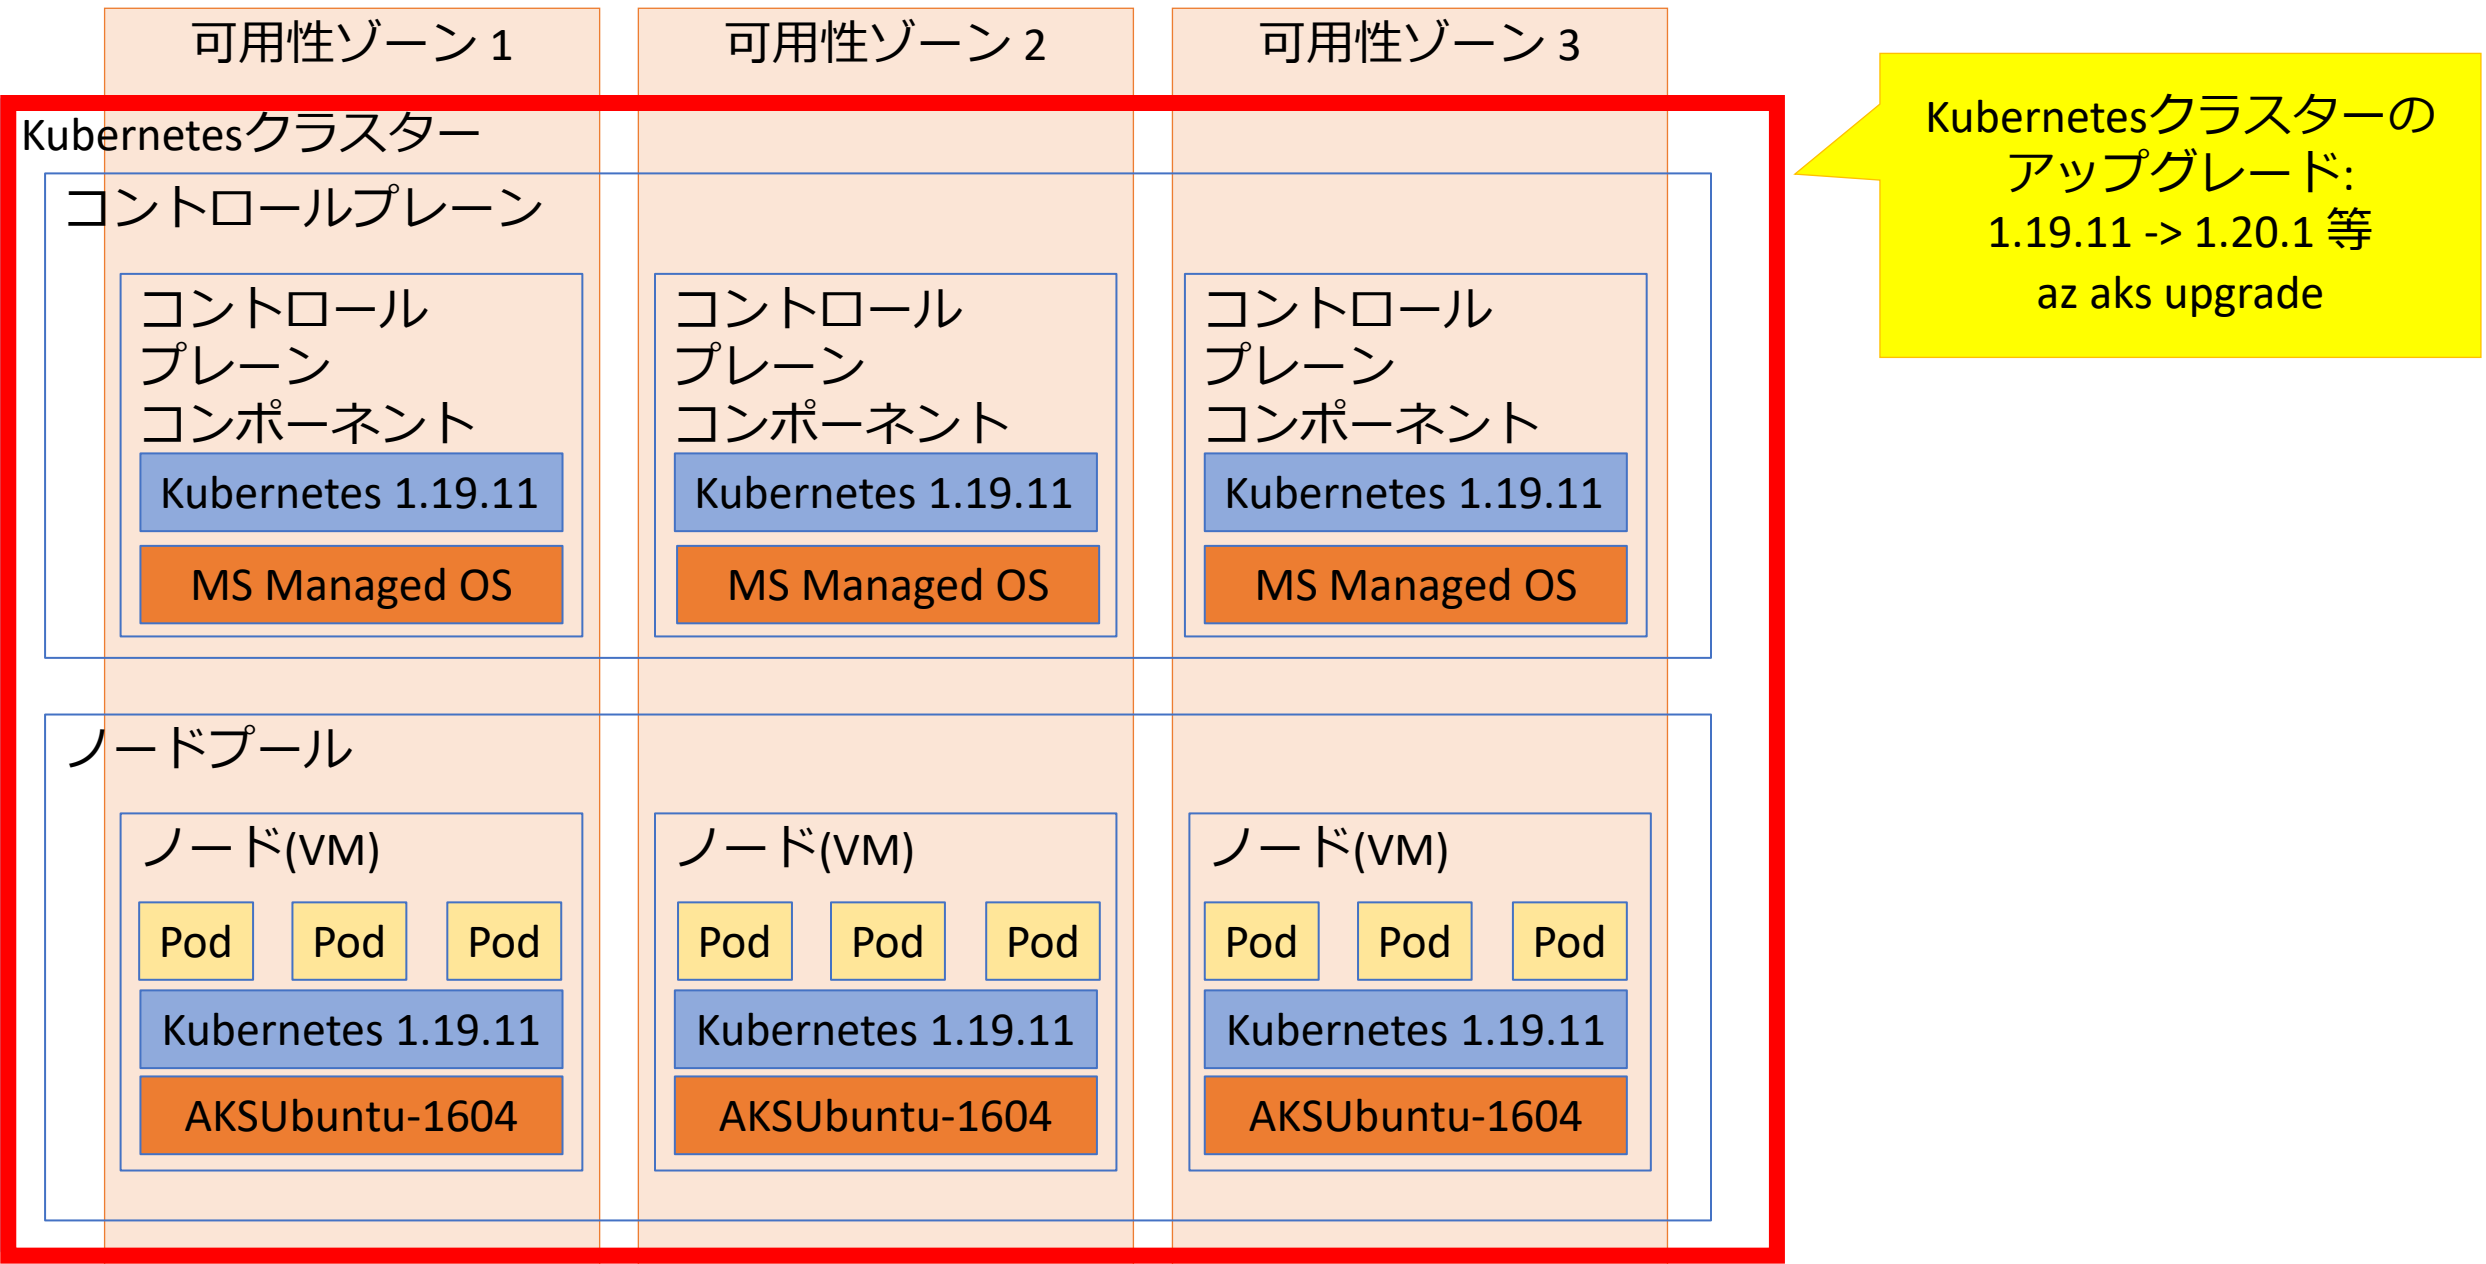 可用性ゾーン 1
可用性ゾーン 2
可用性ゾーン 3
Kubernetesクラスター
コントロールプレーン
コントロール
プレーン
コンポーネント
Kubernetes 1.19.11
MS Managed OS
コントロール
プレーン
コンポーネント
Kubernetes 1.19.11
MS Managed OS
コントロール
プレーン
コンポーネント
Kubernetes 1.19.11
MS Managed OS
ノードプール
ノード(VM)
Pod
Pod
Pod
Kubernetes 1.19.11
AKSUbuntu-1604
ノード(VM)
Pod
Pod
Pod
Kubernetes 1.19.11
AKSUbuntu-1604
ノード(VM)
Pod
Pod
Pod
Kubernetes 1.19.11
AKSUbuntu-1604
Kubernetesクラスターの
アップグレード:
1.19.11 -> 1.20.1 等
az aks upgrade